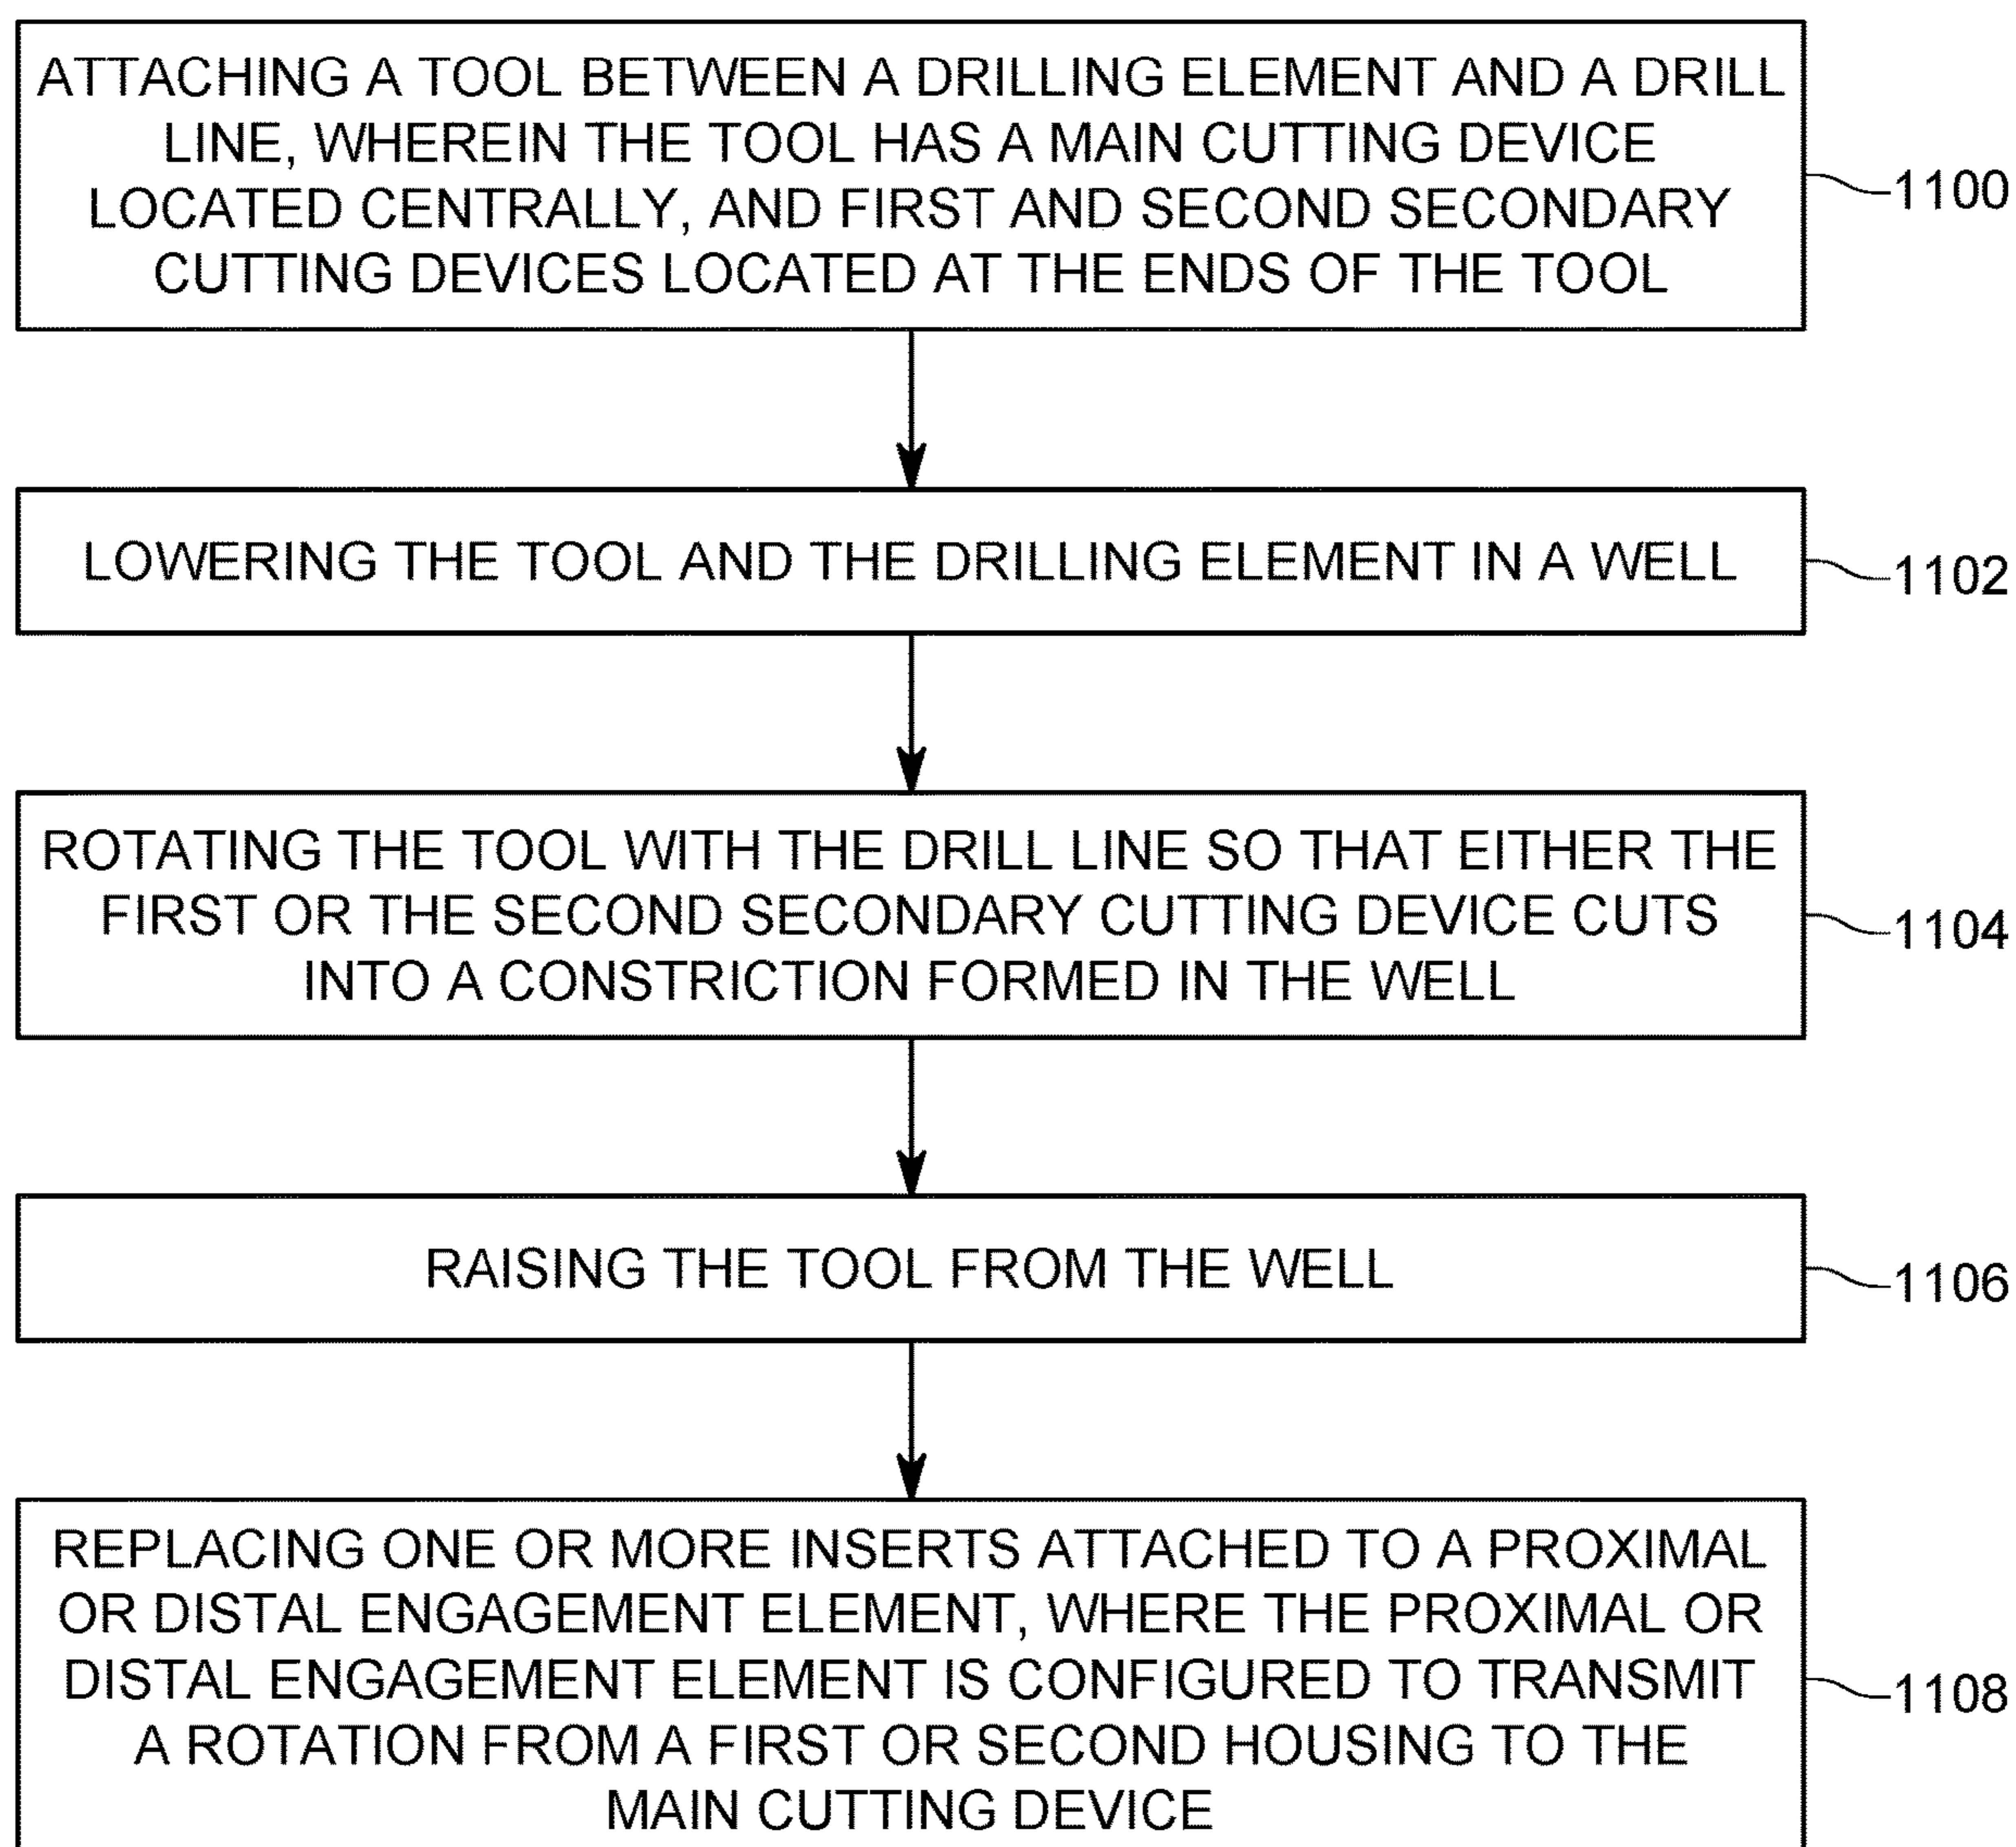 ATTACHING A TOOL BETWEEN A DRILLING ELEMENT AND A DRILL
LINE, WHEREIN THE TOOL HAS A MAIN CUTTING DEVICE
LOCATED CENTRALLY, AND FIRST AND SECOND SECONDARY
CUTTING DEVICES LOCATED AT THE ENDS OF THE TOOL
1100
LOWERING THE TOOL AND THE DRILLING ELEMENT IN A WELL
1102
ROTATING THE TOOL WITH THE DRILL LINE SO THAT EITHER THE
FIRST OR THE SECOND SECONDARY CUTTING DEVICE CUTS
INTO A CONSTRICTION FORMED IN THE WELL
1104
RAISING THE TOOL FROM THE WELL
1106
REPLACING ONE OR MORE INSERTS ATTACHED TO A PROXIMAL
OR DISTAL ENGAGEMENT ELEMENT, WHERE THE PROXIMAL OR
DISTAL ENGAGEMENT ELEMENT IS CONFIGURED TO TRANSMIT
A ROTATION FROM A FIRST OR SECOND HOUSING TO THE
MAIN CUTTING DEVICE
1108